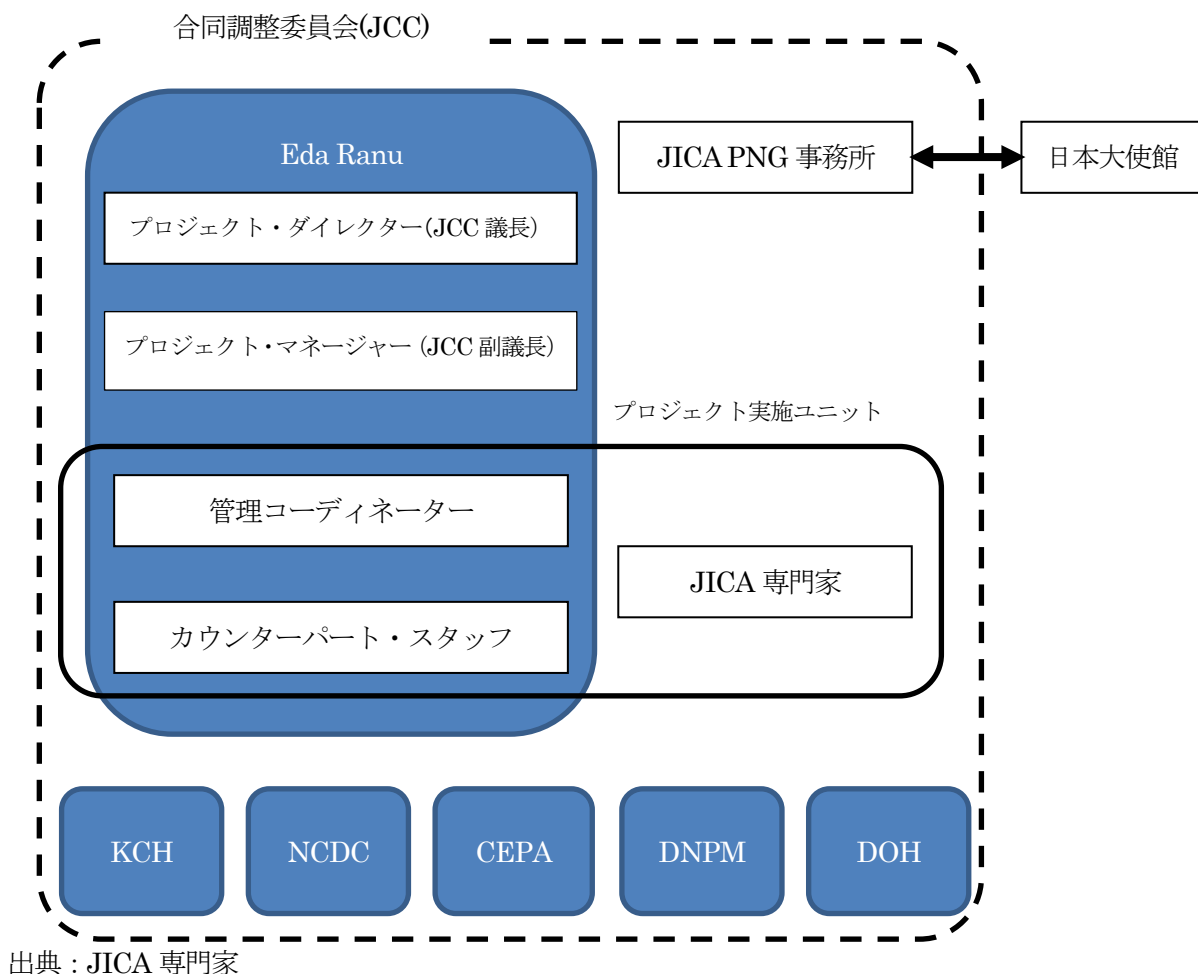 合同調整委員会(JCC)
Eda Ranu
JICA PNG 事務所
日本大使館
プロジェクト・ダイレクター(JCC 議長)
プロジェクト・マネージャー (JCC 副議長)
プロジェクト実施ユニット
管理コーディネーター
JICA 専門家
カウンターパート・スタッフ
KCH
NCDC
CEPA
DNPM
DOH
出典：JICA 専門家